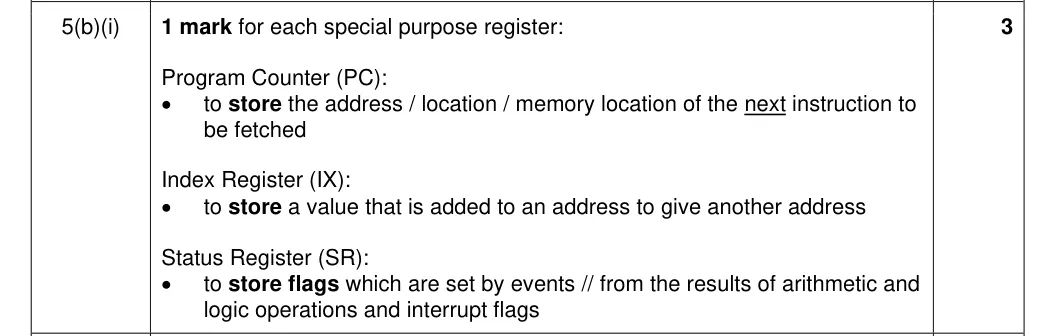 5(b)(i) 1 mark for each special purpose register: 3
Program Counter (PC):
• to store the address / location / memory location of the next instruction to
be fetched
Index Register (IX):
• to store a value that is added to an address to give another address
Status Register (SR):
• to store flags which are set by events // from the results of arithmetic and
logic operations and interrupt flags